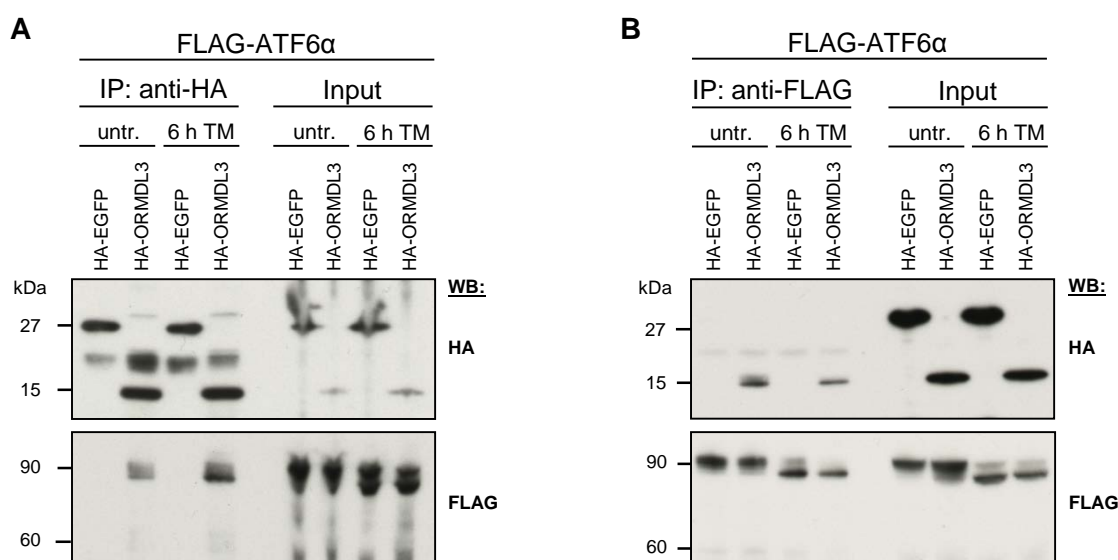 A
FLAG-ATF6α
IP: anti-HA Input
untr. 6 h TM untr. 6 h TM
HA-EGFP HA-ORMDL3 HA-EGFP HA-ORMDL3 HA-EGFP HA-ORMDL3 HA-EGFP HA-ORMDL3
kDa WB:
27
HA
15
90
FLAG
60
B
FLAG-ATF6α
IP: anti-FLAG Input
untr. 6 h TM untr. 6 h TM
HA-EGFP HA-ORMDL3 HA-EGFP HA-ORMDL3 HA-EGFP HA-ORMDL3 HA-EGFP HA-ORMDL3
kDa WB:
27
HA
15
90
FLAG
60